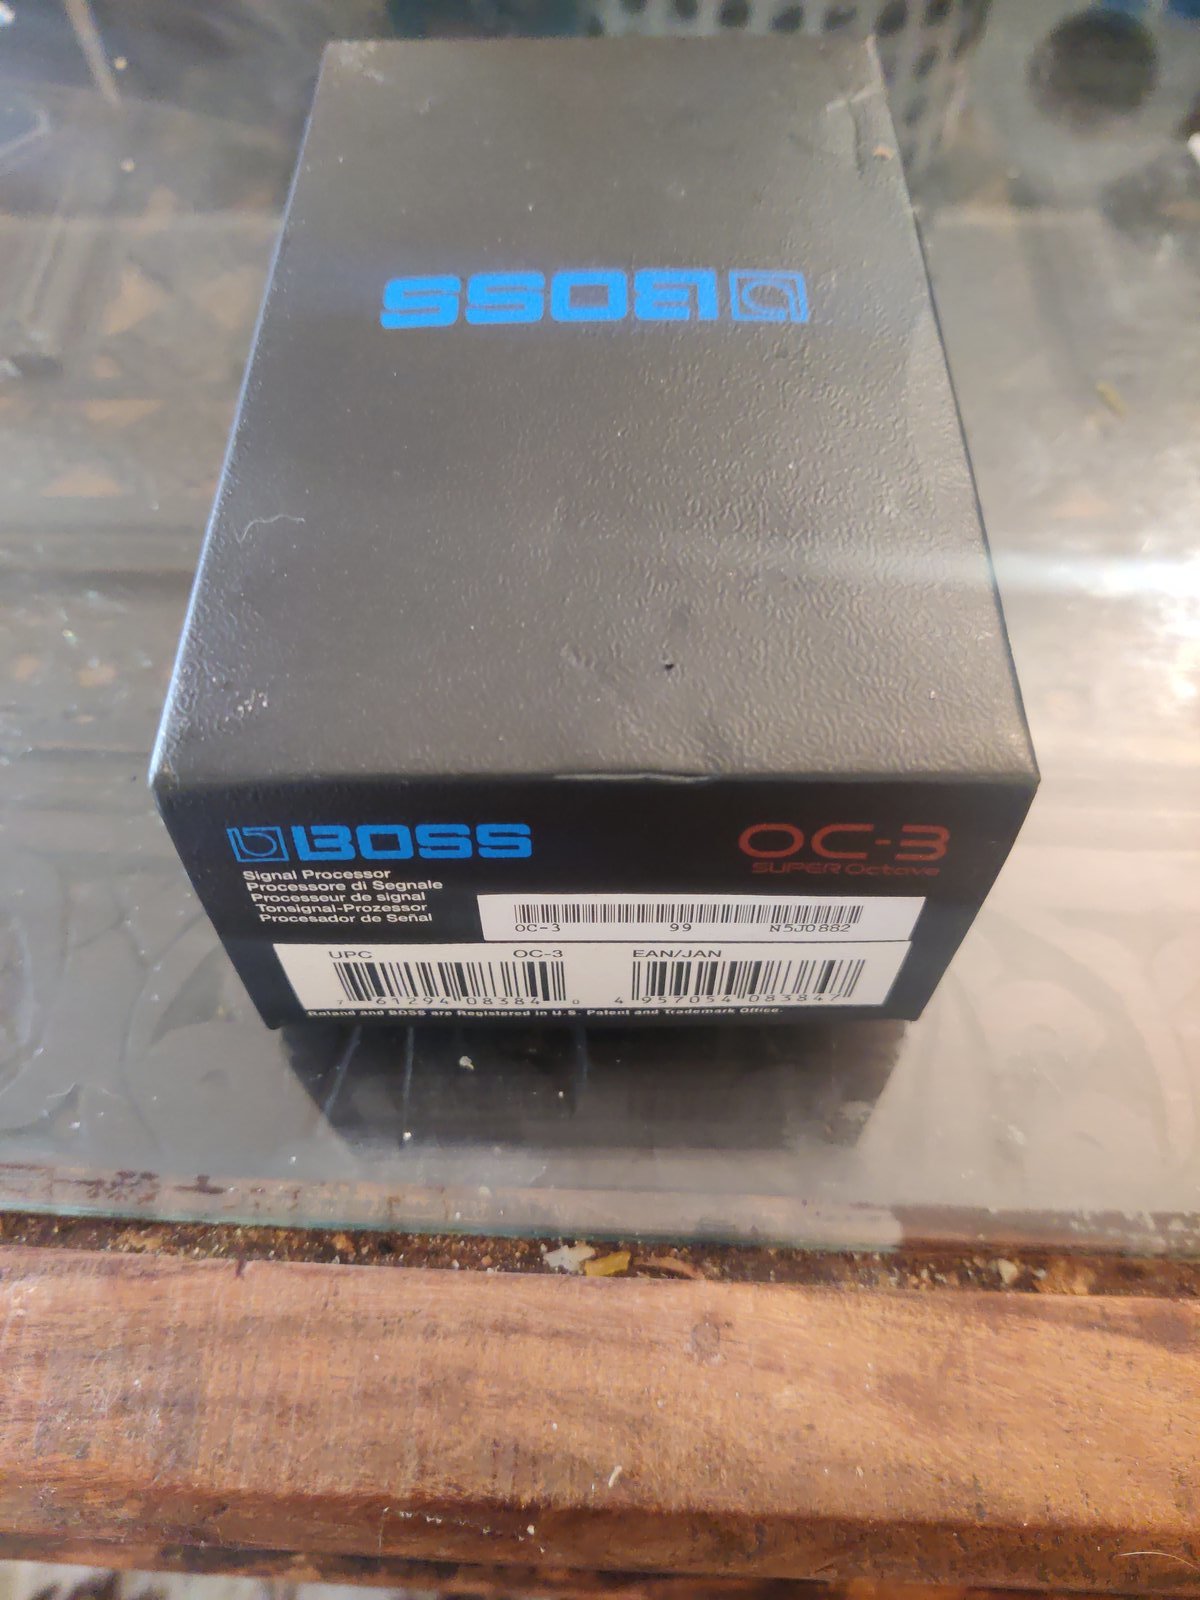 BOSS
BOSS
OC-3
SUPER Octave
Signal Processor
Processore di Segnale
Processeur de signal
Tonsignal-Prozessor
Procesador de Señal
OC-3 99 N5J0882
UPC OC-3 EAN/JAN
7 61294 08384 0 4 957054 083847
Roland and BOSS are Registered in U.S. Patent and Trademark Office.